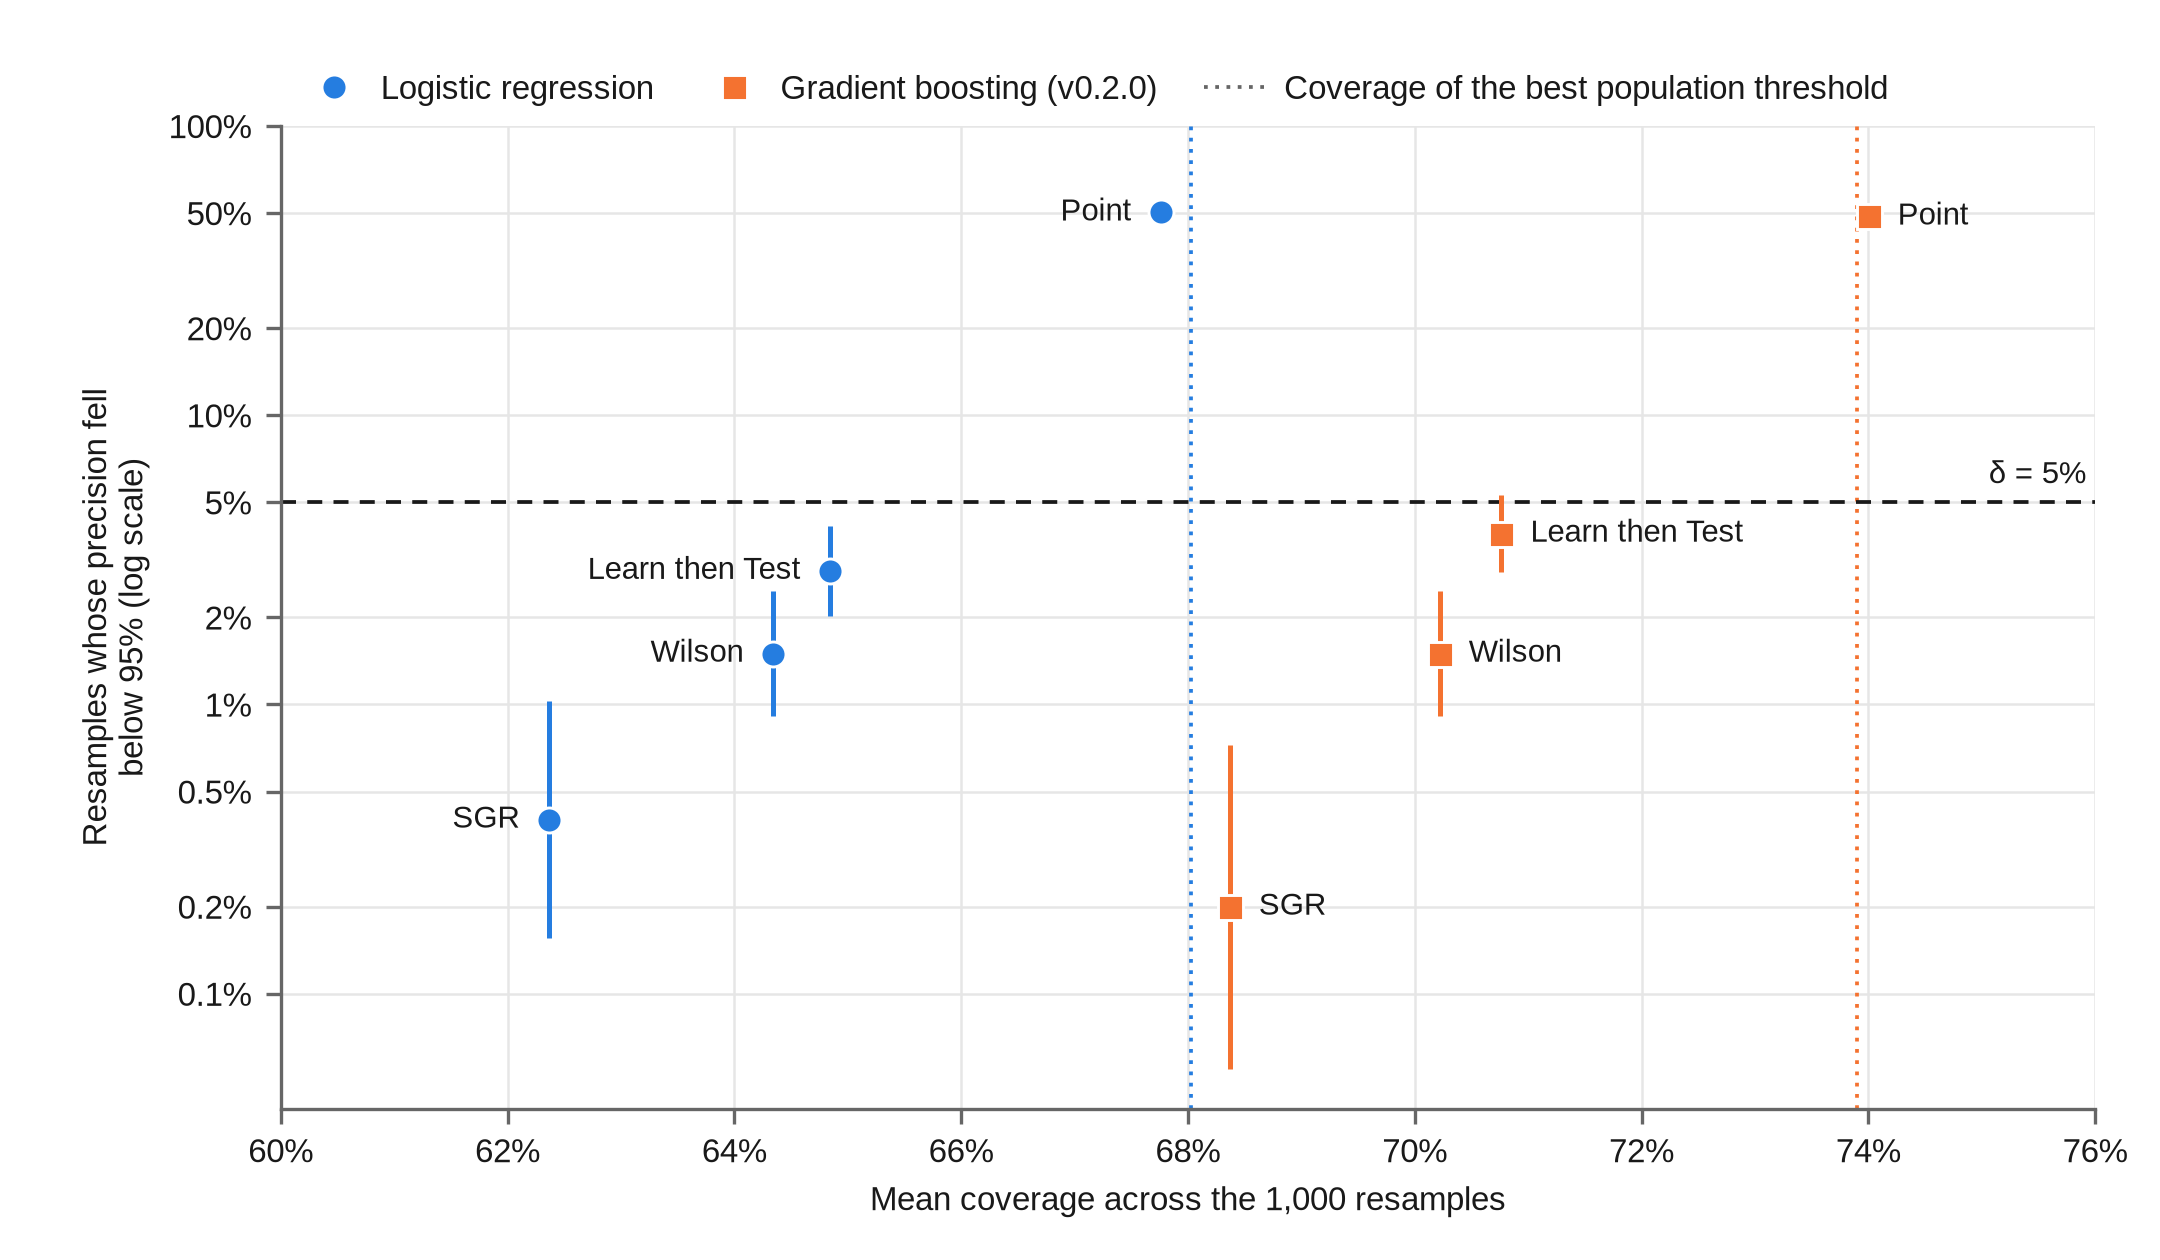 Logistic regression
Gradient boosting (v0.2.0)
Coverage of the best population threshold
100%
50%
20%
10%
5%
2%
1%
0.5%
0.2%
0.1%
Resamples whose precision fell
below 95% (log scale)
Point
Point
δ = 5%
Learn then Test
Learn then Test
Wilson
Wilson
SGR
SGR
60%
62%
64%
66%
68%
70%
72%
74%
76%
Mean coverage across the 1,000 resamples